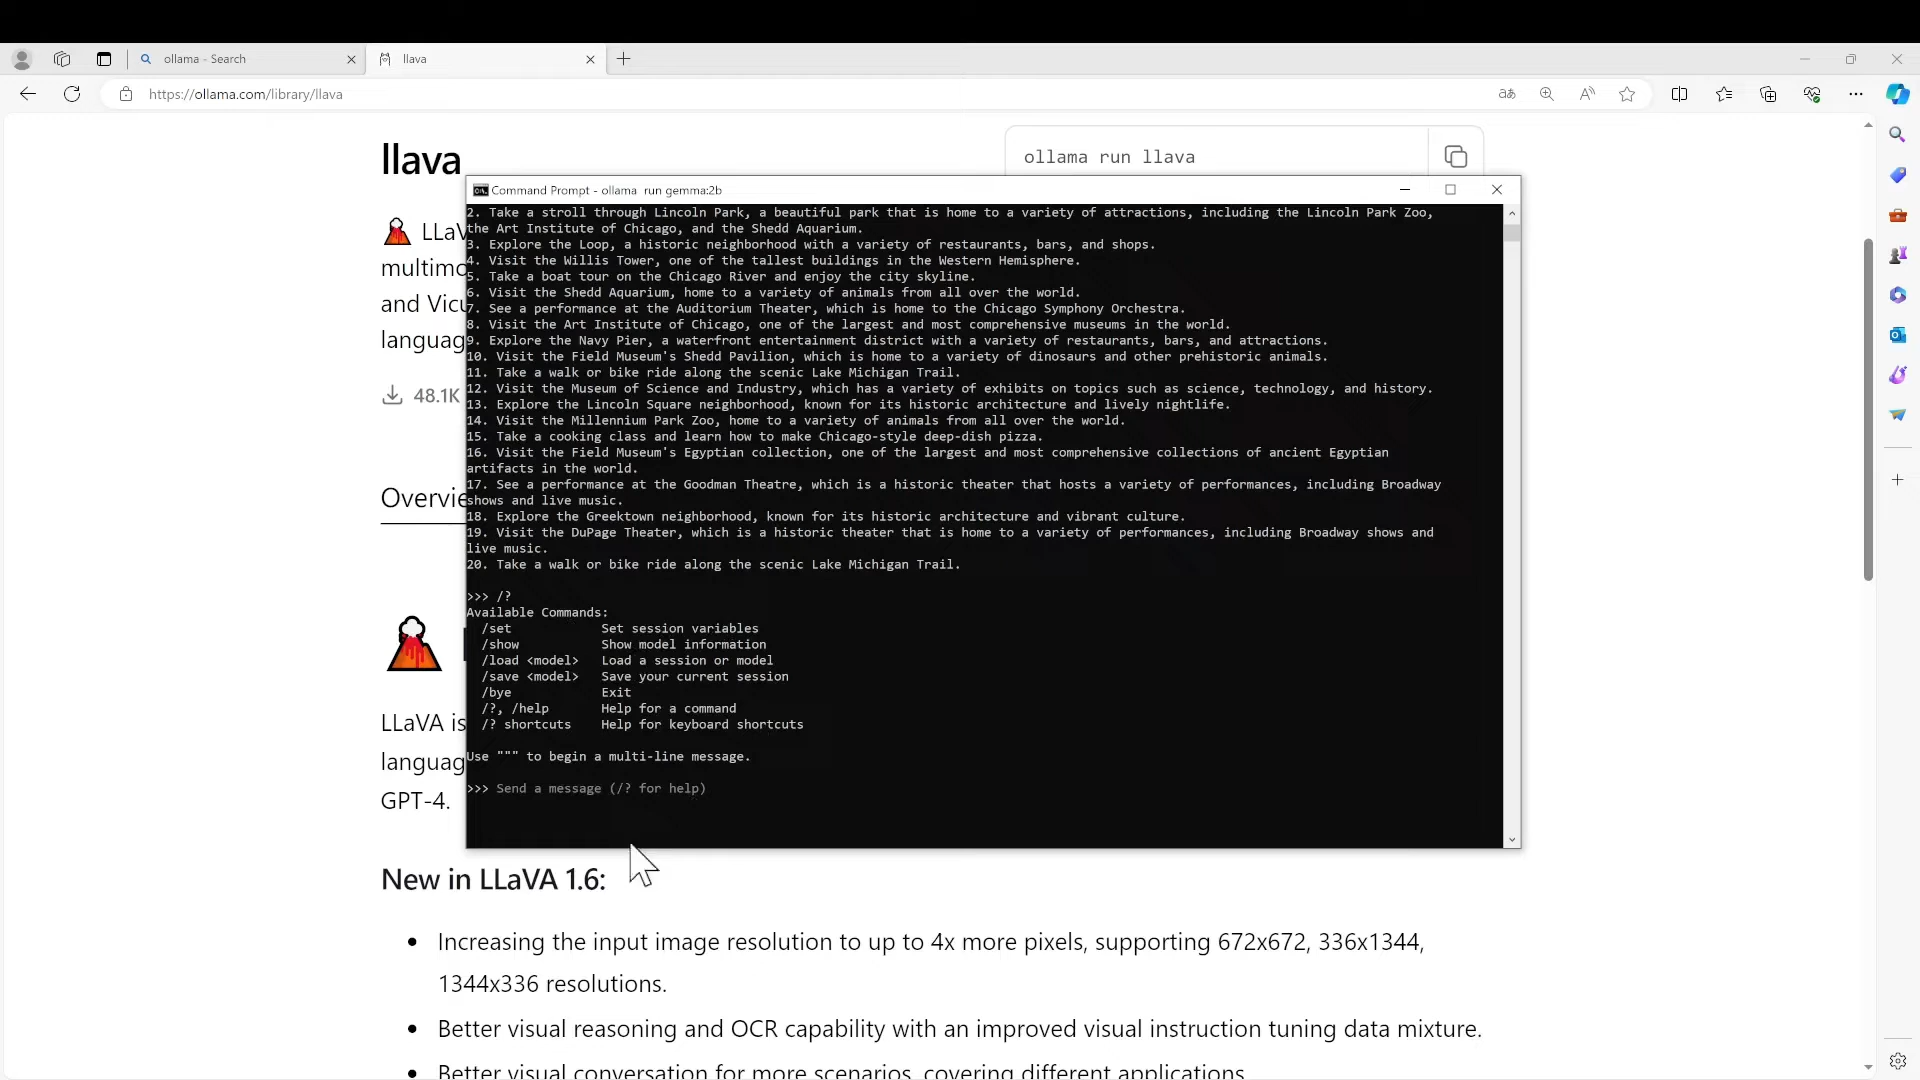 ollama - Search
llava
https://ollama.com/library/llava
llava
ollama run llava
Command Prompt - ollama  run gemma:2b
2. Take a stroll through Lincoln Park, a beautiful park that is home to a variety of attractions, including the Lincoln Park Zoo,
the Art Institute of Chicago, and the Shedd Aquarium.
3. Explore the Loop, a historic neighborhood with a variety of restaurants, bars, and shops.
4. Visit the Willis Tower, one of the tallest buildings in the Western Hemisphere.
5. Take a boat tour on the Chicago River and enjoy the city skyline.
6. Visit the Shedd Aquarium, home to a variety of animals from all over the world.
7. See a performance at the Auditorium Theater, which is home to the Chicago Symphony Orchestra.
8. Visit the Art Institute of Chicago, one of the largest and most comprehensive museums in the world.
9. Explore the Navy Pier, a waterfront entertainment district with a variety of restaurants, bars, and attractions.
10. Visit the Field Museum's Shedd Pavilion, which is home to a variety of dinosaurs and other prehistoric animals.
11. Take a walk or bike ride along the scenic Lake Michigan Trail.
12. Visit the Museum of Science and Industry, which has a variety of exhibits on topics such as science, technology, and history.
13. Explore the Lincoln Square neighborhood, known for its historic architecture and lively nightlife.
14. Visit the Millennium Park Zoo, home to a variety of animals from all over the world.
15. Take a cooking class and learn how to make Chicago-style deep-dish pizza.
16. Visit the Field Museum's Egyptian collection, one of the largest and most comprehensive collections of ancient Egyptian
artifacts in the world.
17. See a performance at the Goodman Theatre, which is a historic theater that hosts a variety of performances, including Broadway
shows and live music.
18. Explore the Greektown neighborhood, known for its historic architecture and vibrant culture.
19. Visit the DuPage Theater, which is a historic theater that is home to a variety of performances, including Broadway shows and
live music.
20. Take a walk or bike ride along the scenic Lake Michigan Trail.
>>> /?
Available Commands:
/set Set session variables
/show Show model information
/load <model> Load a session or model
/save <model> Save your current session
/bye Exit
/?, /help Help for a command
/? shortcuts Help for keyboard shortcuts
Use """ to begin a multi-line message.
>>> Send a message (/? for help)
LLaV
multimo
and Vicu
languag
48.1K
Overvie
LLaVA is
languag
GPT-4.
New in LLaVA 1.6:
Increasing the input image resolution to up to 4x more pixels, supporting 672x672, 336x1344,
1344x336 resolutions.
Better visual reasoning and OCR capability with an improved visual instruction tuning data mixture.
Better visual conversation for more scenarios, covering different applications.